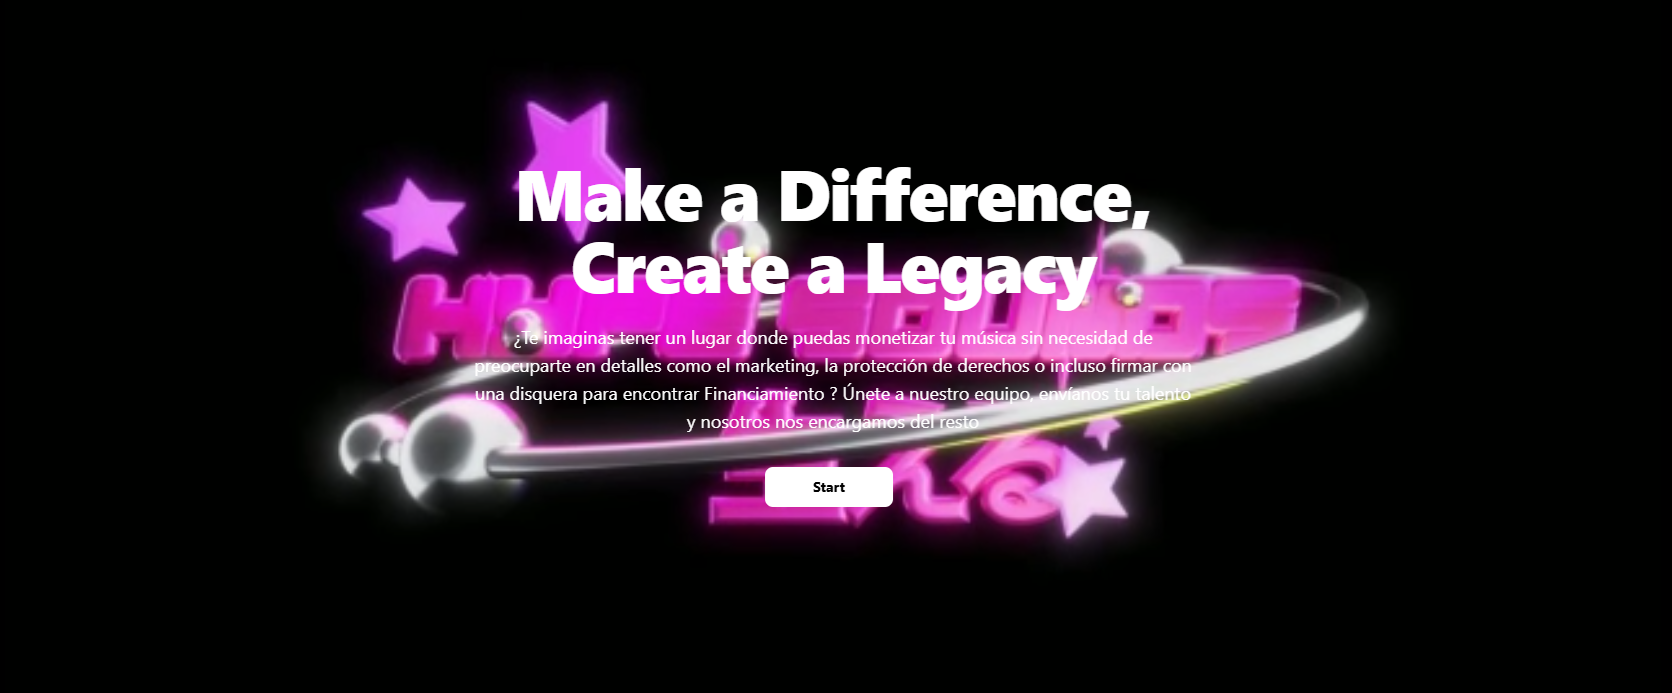 Make a Difference,
Create a Legacy
¿Te imaginas tener un lugar donde puedas monetizar tu música sin necesidad de
preocuparte en detalles como el marketing, la protección de derechos o incluso firmar con
una disquera para encontrar Financiamiento ? Únete a nuestro equipo, envíanos tu talento
y nosotros nos encargamos del resto
Start